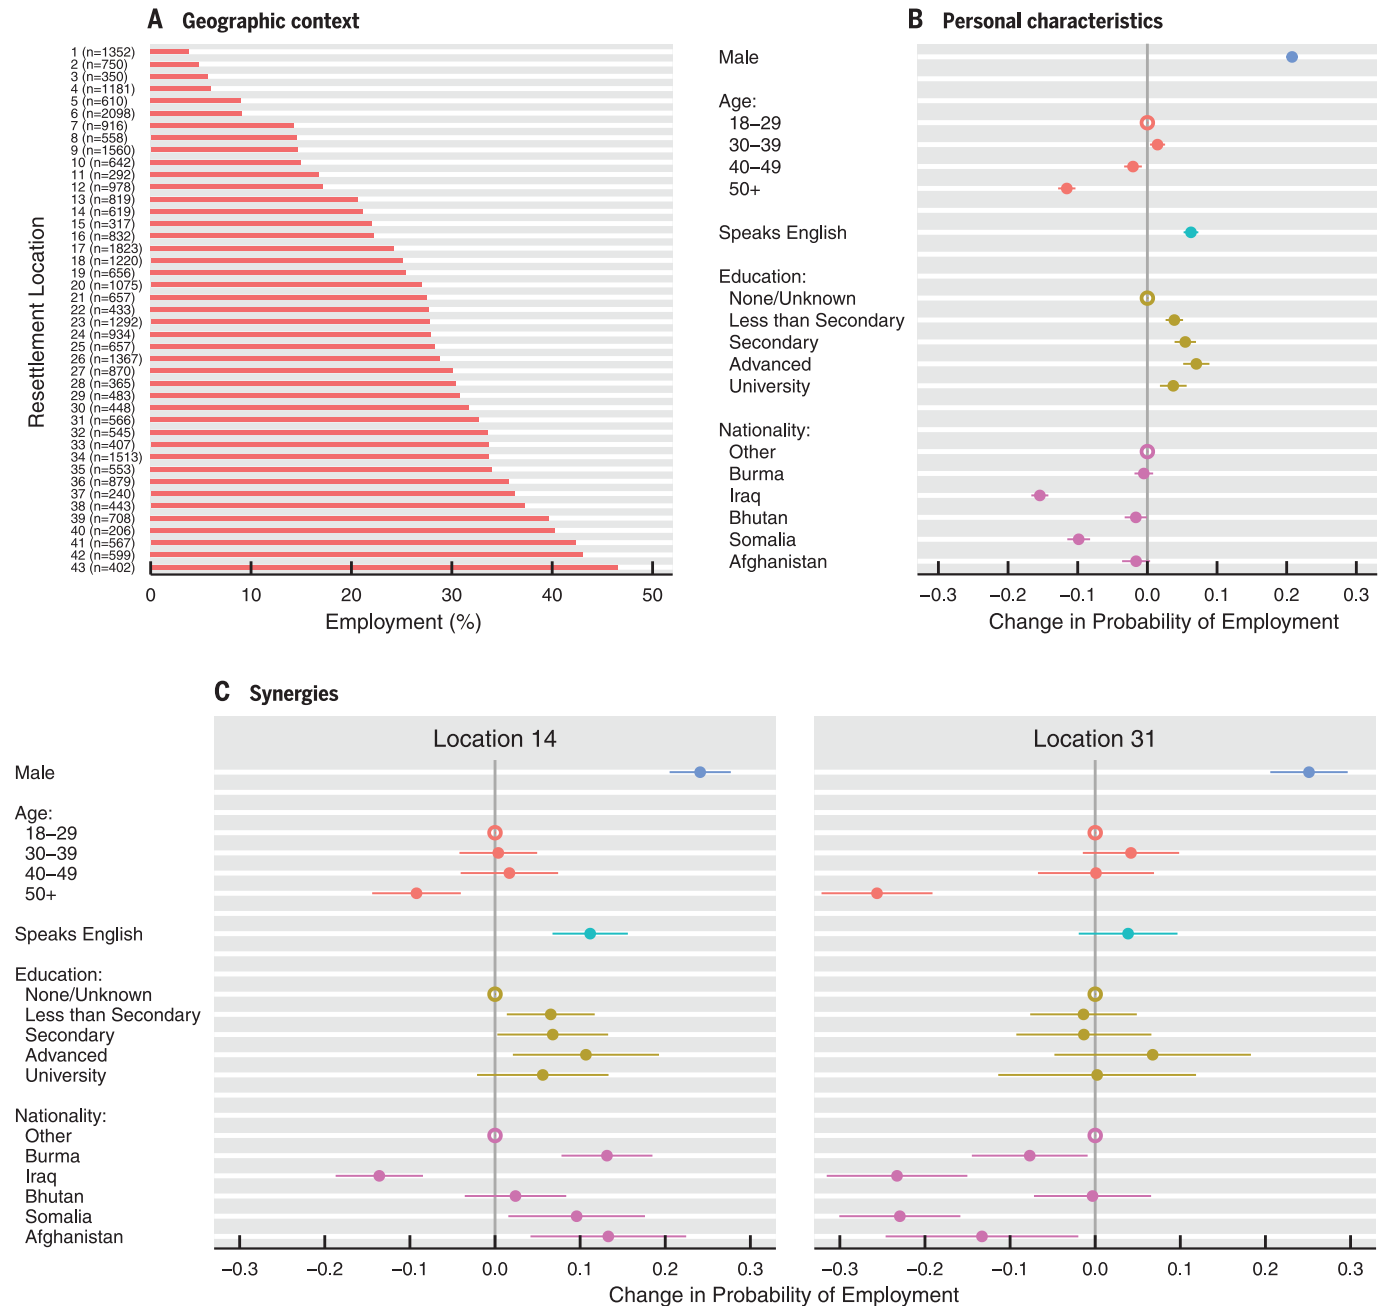 A Geographic context
Resettlement Location
1 (n=1352)
2 (n=750)
3 (n=350)
4 (n=1181)
5 (n=610)
6 (n=2098)
7 (n=916)
8 (n=558)
9 (n=1560)
10 (n=642)
11 (n=292)
12 (n=978)
13 (n=819)
14 (n=619)
15 (n=317)
16 (n=832)
17 (n=1823)
18 (n=1220)
19 (n=656)
20 (n=1075)
21 (n=657)
22 (n=433)
23 (n=1292)
24 (n=934)
25 (n=657)
26 (n=1367)
27 (n=870)
28 (n=365)
29 (n=483)
30 (n=448)
31 (n=566)
32 (n=545)
33 (n=407)
34 (n=1513)
35 (n=553)
36 (n=879)
37 (n=240)
38 (n=443)
39 (n=708)
40 (n=206)
41 (n=567)
42 (n=599)
43 (n=402)
0 10 20 30 40 50
Employment (%)
B Personal characteristics
Male
Age:
18–29
30–39
40–49
50+
Speaks English
Education:
None/Unknown
Less than Secondary
Secondary
Advanced
University
Nationality:
Other
Burma
Iraq
Bhutan
Somalia
Afghanistan
−0.3 −0.2 −0.1 0.0 0.1 0.2 0.3
Change in Probability of Employment
C Synergies
Location 14 Location 31
Male
Age:
18–29
30–39
40–49
50+
Speaks English
Education:
None/Unknown
Less than Secondary
Secondary
Advanced
University
Nationality:
Other
Burma
Iraq
Bhutan
Somalia
Afghanistan
−0.3 −0.2 −0.1 0.0 0.1 0.2 0.3 −0.3 −0.2 −0.1 0.0 0.1 0.2 0.3
Change in Probability of Employment